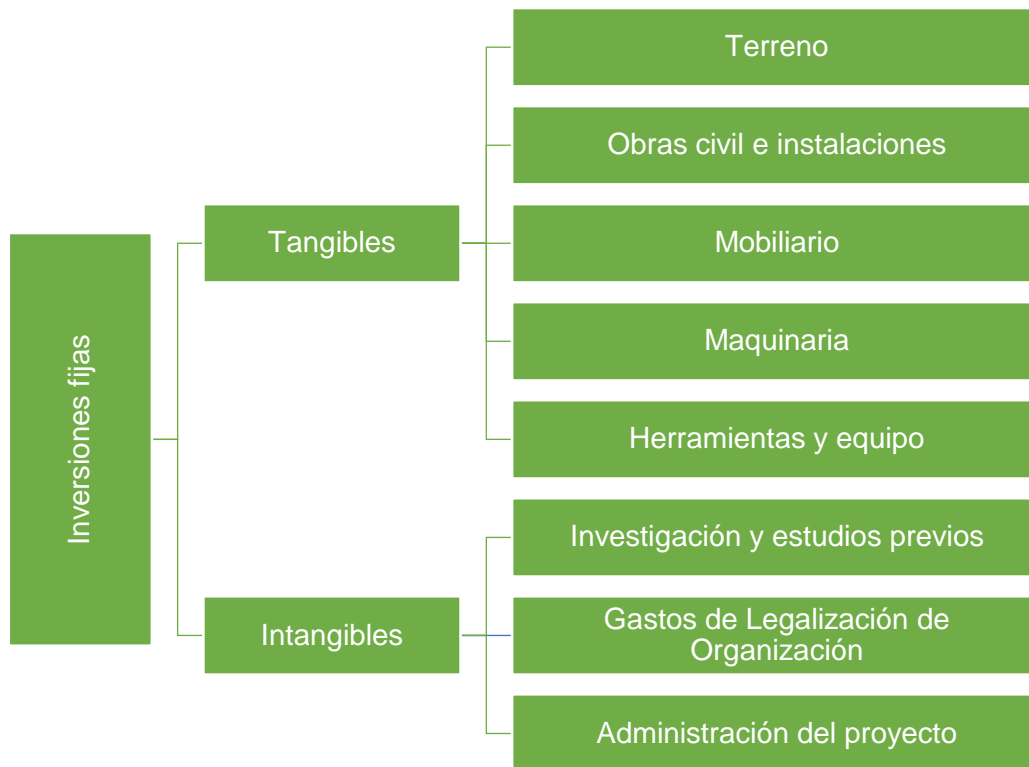 Inversiones fijas
Tangibles
Terreno
Obras civil e instalaciones
Mobiliario
Maquinaria
Herramientas y equipo
Intangibles
Investigación y estudios previos
Gastos de Legalización de
Organización
Administración del proyecto